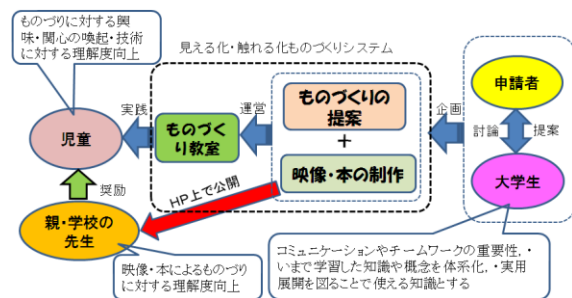 ものづくりに対する興
味・関心の喚起・技術
に対する理解度向上
見える化・触れる化ものづくりシステム
申請者
討論
提案
大学生
企画
ものづくりの
提案
+
映像・本の制作
運営
ものづく
り教室
実践
児童
奨励
親・学校の
先生
HP上で公開
映像・本によるものづくり
に対する理解度向上
コミュニケーションやチームワークの重要性,・
いまで学習した知識や概念を体系化,・実用
展開を図ることで使える知識とする